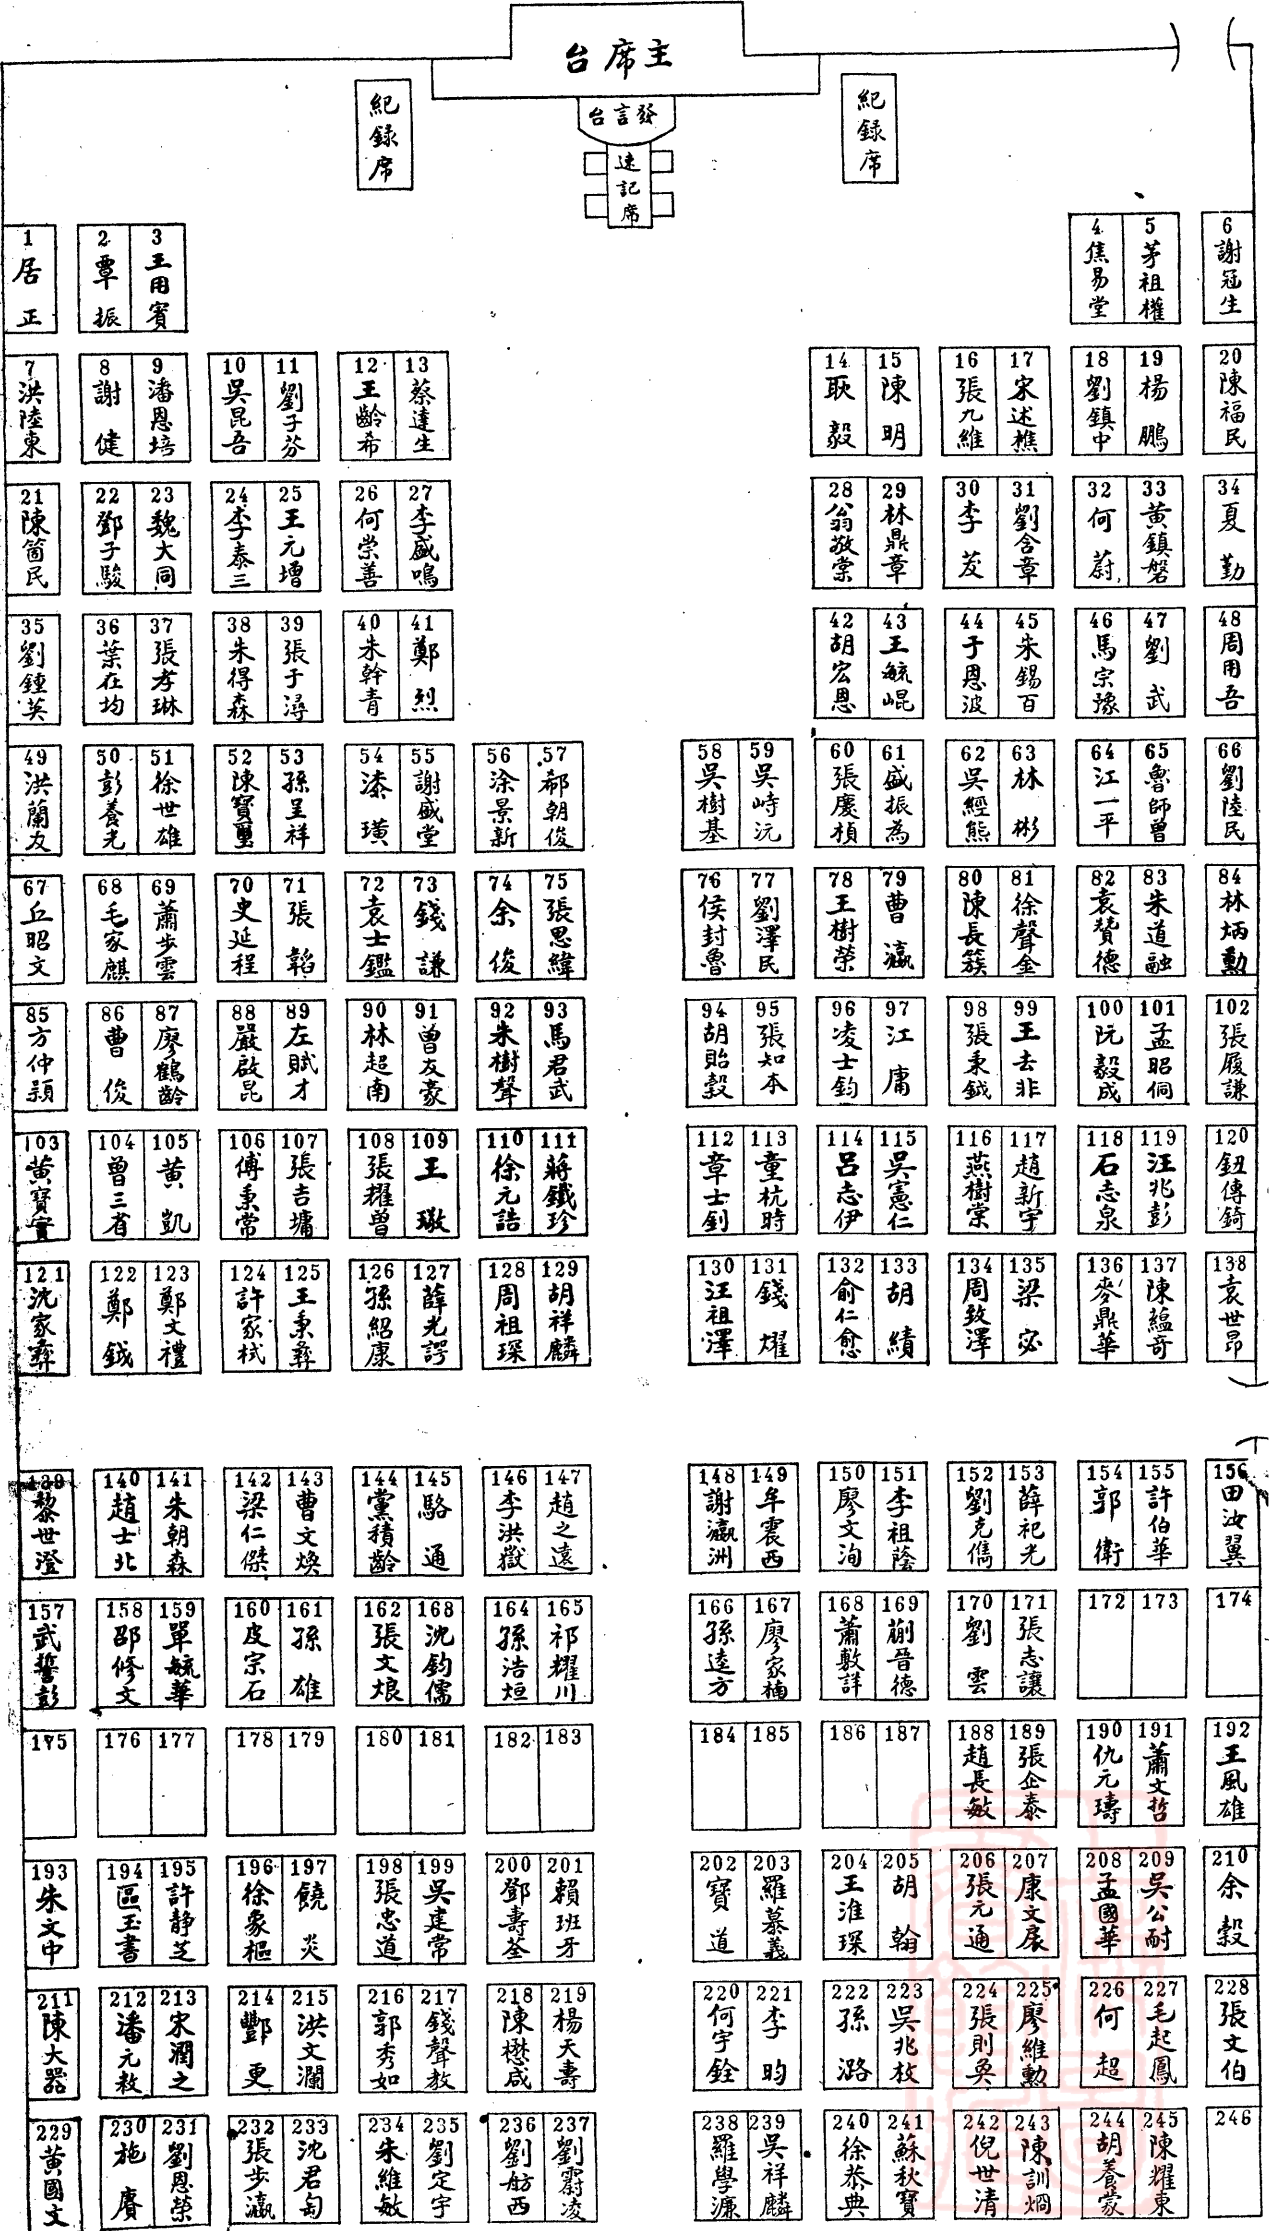 台席主
紀錄席
台言發
速記席
紀錄席
1 居正
2 覃振
3 王用賓
4 焦易堂
5 茅祖權
6 謝冠生
7 洪陸東
8 謝健
9 潘恩培
10 吳昆吾
11 劉子芬
12 王齡希
13 蔡達生
14 耿毅
15 陳明
16 張九維
17 宋述樵
18 劉鎮中
19 楊鵬
20 陳福民
21 陳箇民
22 鄧子駿
23 魏大同
24 李泰三
25 王元增
26 何崇善
27 李盛鳴
28 翁敬棠
29 林鼎章
30 李茇
31 劉含章
32 何蔚
33 黃鎮磐
34 夏勤
35 劉鍾英
36 葉在均
37 張孝琳
38 朱得森
39 張于潯
40 朱幹青
41 鄭烈
42 胡宏恩
43 王毓崐
44 于恩波
45 朱錫百
46 馬宗豫
47 劉武
48 周用吾
49 洪蘭友
50 彭養光
51 徐世雄
52 陳寶璽
53 孫呈祥
54 漆璜
55 謝盛堂
56 涂景新
57 郗朝俊
58 吳樹基
59 吳峙沅
60 張慶楨
61 盛振為
62 吳經熊
63 林彬
64 江一平
65 魯師曾
66 劉陸民
67 丘昭文
68 毛家麒
69 蕭步雲
70 史延程
71 張韜
72 袁士鑑
73 錢謙
74 余俊
75 張思緯
76 侯封魯
77 劉澤民
78 王樹榮
79 曹瀛
80 陳長簇
81 徐聲金
82 袁贊德
83 朱道融
84 林炳勳
85 方仲穎
86 曹俊
87 廖鶴齡
88 嚴啟昆
89 左賦才
90 林超南
91 曾友豪
92 朱樹聲
93 馬君武
94 胡貽穀
95 張知本
96 凌士鈞
97 江庸
98 張秉鉞
99 王去非
100 阮毅成
101 孟昭侗
102 張履謙
103 黃寶實
104 曾三省
105 黃凱
106 傅秉常
107 張吉墉
108 張耀曾
109 王璥
110 徐元誥
111 蔣鐵珍
112 章士釗
113 童杭時
114 呂志伊
115 吳憲仁
116 燕樹棠
117 趙新宇
118 石志泉
119 汪兆彭
120 鈕傳錡
121 沈家彞
122 鄭鉞
123 鄭文禮
124 許家栻
125 王秉彞
126 孫紹康
127 薛光諤
128 周祖琛
129 胡祥麟
130 汪祖澤
131 錢燿
132 俞仁愈
133 胡績
134 周致澤
135 梁宓
136 麥鼎華
137 陳蘊奇
138 袁世昂
139 黎世澄
140 趙士北
141 朱朝森
142 梁仁傑
143 曹文煥
144 黨積齡
145 駱通
146 李洪嶽
147 趙之遠
148 謝瀛洲
149 牟震西
150 廖文洵
151 李祖蔭
152 劉克儁
153 薛祀光
154 郭衛
155 許伯華
156 田汝翼
157 武誓彭
158 邵修文
159 單毓華
160 皮宗石
161 孫雄
162 張文烺
168 沈鈞儒
164 孫浩烜
165 祁耀川
166 孫逵方
167 廖家楠
168 蕭敷詳
169 蒯晉德
170 劉雲
171 張志讓
172
173
174
175
176
177
178
179
180
181
182
183
184
185
186
187
188 趙長敏
189 張企泰
190 仇元璹
191 蕭文哲
192 王風雄
193 朱文中
194 區玉書
195 許靜芝
196 徐象樞
197 饒炎
198 張忠道
199 吳建常
200 鄧壽荃
201 賴班牙
202 寶道
203 羅慕義
204 王淮琛
205 胡翰
206 張元通
207 康文展
208 孟國華
209 吳公耐
210 余穀
211 陳大器
212 潘元枚
213 宋潤之
214 酆更
215 洪文瀾
216 郭秀如
217 錢聲教
218 陳懋咸
219 楊天壽
220 何宇銓
221 李昀
222 孫潞
223 吳兆枚
224 張則奐
225 廖維勳
226 何超
227 毛起鳳
228 張文伯
229 黃國文
230 施賡
231 劉恩榮
232 張步瀛
233 沈君匋
234 朱維敏
235 劉定宇
236 劉舫西
237 劉霨凌
238 羅學濂
239 吳祥麟
240 徐恭典
241 蘇秋寶
242 倪世清
243 陳訓炯
244 胡養蒙
245 陳耀東
246